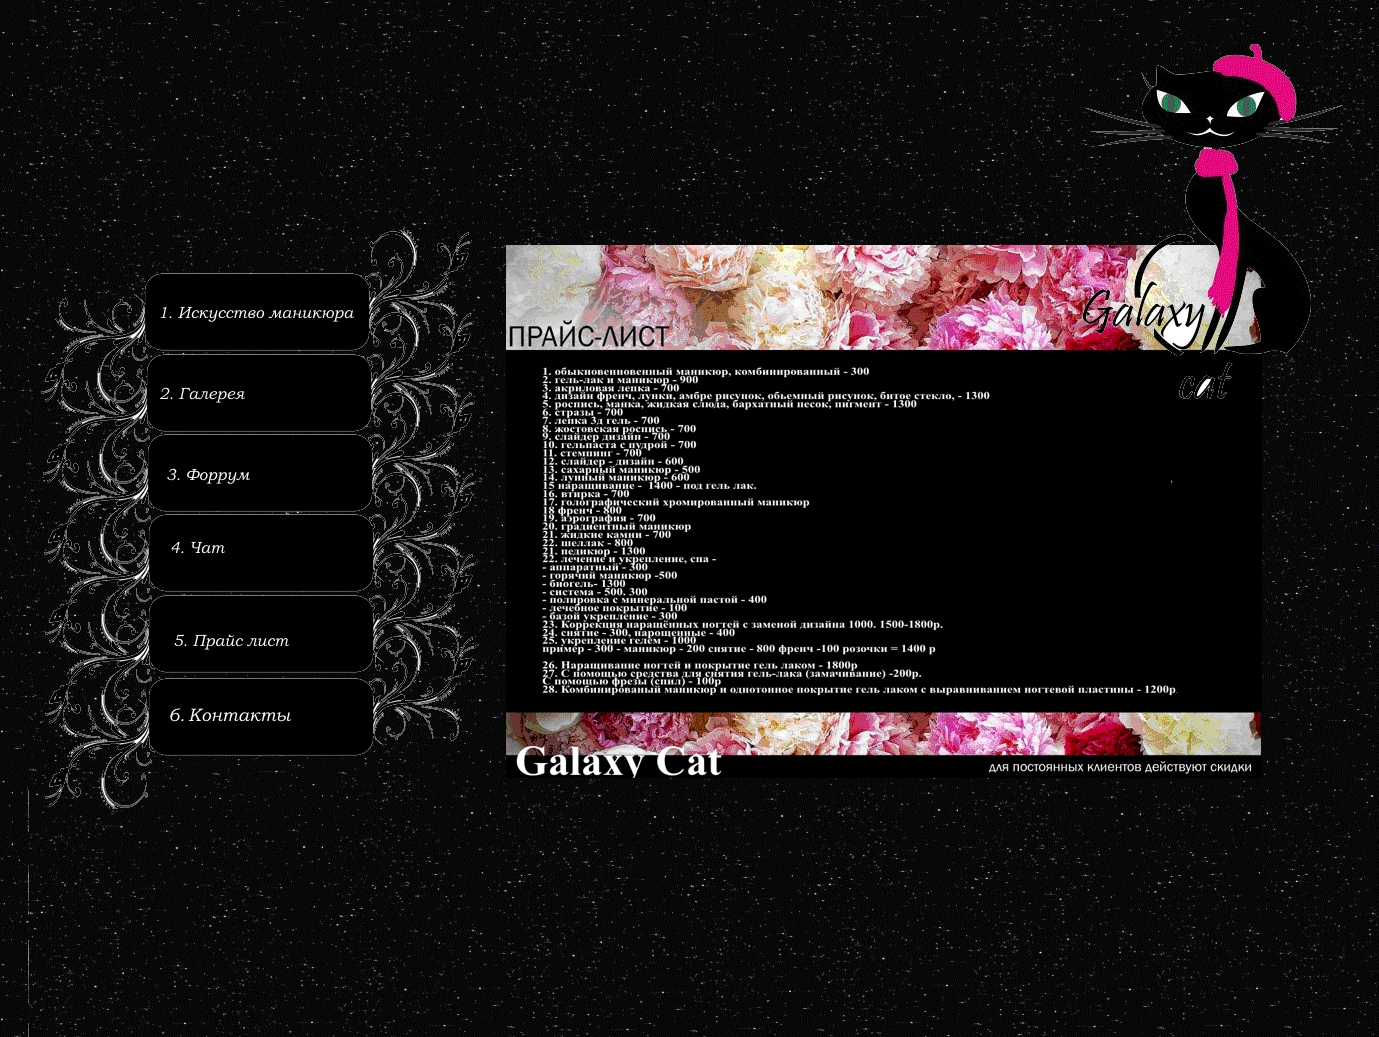 1. Искусство маникюра
2. Галерея
3. Форрум
4. Чат
5. Прайс лист
6. Контакты
Galaxy
cat
ПРАЙС-ЛИСТ
1. обыкновенновенный маникюр, комбинированный - 300
2. гель-лак и маникюр - 900
3. акриловая лепка - 700
4. дизайн френч, лунки, амбре рисунок, обьемный рисунок, битое стекло, - 1300
5. роспись, манка, жидкая слюда, бархатный песок, пигмент - 1300
6. стразы - 700
7. лепка 3д гель - 700
8. жостовская роспись - 700
9. слайдер дизайн - 700
10. гельпаста с пудрой - 700
11. стемпинг - 700
12. слайдер - дизайн - 600
13. сахарный маникюр - 500
14. лунный маникюр - 600
15 наращивание - 1400 - под гель лак.
16. втирка - 700
17. голографический хромированный маникюр
18 френч - 800
19. аэрография - 700
20. градиентный маникюр
21. жидкие камни - 700
22. шеллак - 800
21. педикюр - 1300
22. лечение и укрепление, спа -
- аппаратный - 300
- горячий маникюр -500
- биогель- 1300
- система - 500. 300
- полировка с минеральной пастой - 400
- лечебное покрытие - 100
- базой укрепление - 300
23. Коррекция наращённых ногтей с заменой дизайна 1000. 1500-1800р.
24. снятие - 300, нарощенные - 400
25. укрепление гелем - 1000
пример - 300 - маникюр - 200 снятие - 800 френч -100 розочки = 1400 р
26. Наращивание ногтей и покрытие гель лаком - 1800р
27. С помощью средства для снятия гель-лака (замачивание) -200р.
С помощью фрезы (спил) - 100р
28. Комбинированый маникюр и однотонное покрытие гель лаком с выравниванием ногтевой пластины - 1200р
Galaxy Cat
для постоянных клиентов действуют скидки